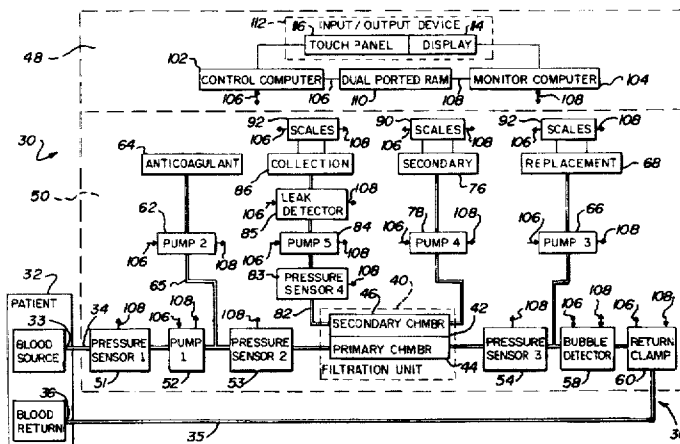 112
INPUT/OUTPUT DEVICE
116
114
TOUCH PANEL
DISPLAY
48
102
CONTROL COMPUTER
DUAL PORTED RAM
MONITOR COMPUTER
104
106
106
110
108
108
92
SCALES
106
108
90
SCALES
106
108
92
SCALES
106
108
30
64
ANTICOAGULANT
COLLECTION
86
SECONDARY
76
REPLACEMENT
68
50
LEAK
DETECTOR
106
108
85
62
PUMP 2
106
108
84
PUMP 5
106
108
78
PUMP 4
106
108
66
PUMP 3
106
108
83
PRESSURE
SENSOR 4
108
32
PATIENT
33
34
65
82
46
40
42
SECONDARY CHMBR
PRIMARY CHMBR
44
FILTRATION UNIT
BLOOD
SOURCE
108
PRESSURE
SENSOR 1
51
106
108
PUMP
1
52
108
PRESSURE
SENSOR 2
53
108
PRESSURE
SENSOR 3
54
106
108
BUBBLE
DETECTOR
58
106
108
RETURN
CLAMP
60
36
BLOOD
RETURN
35